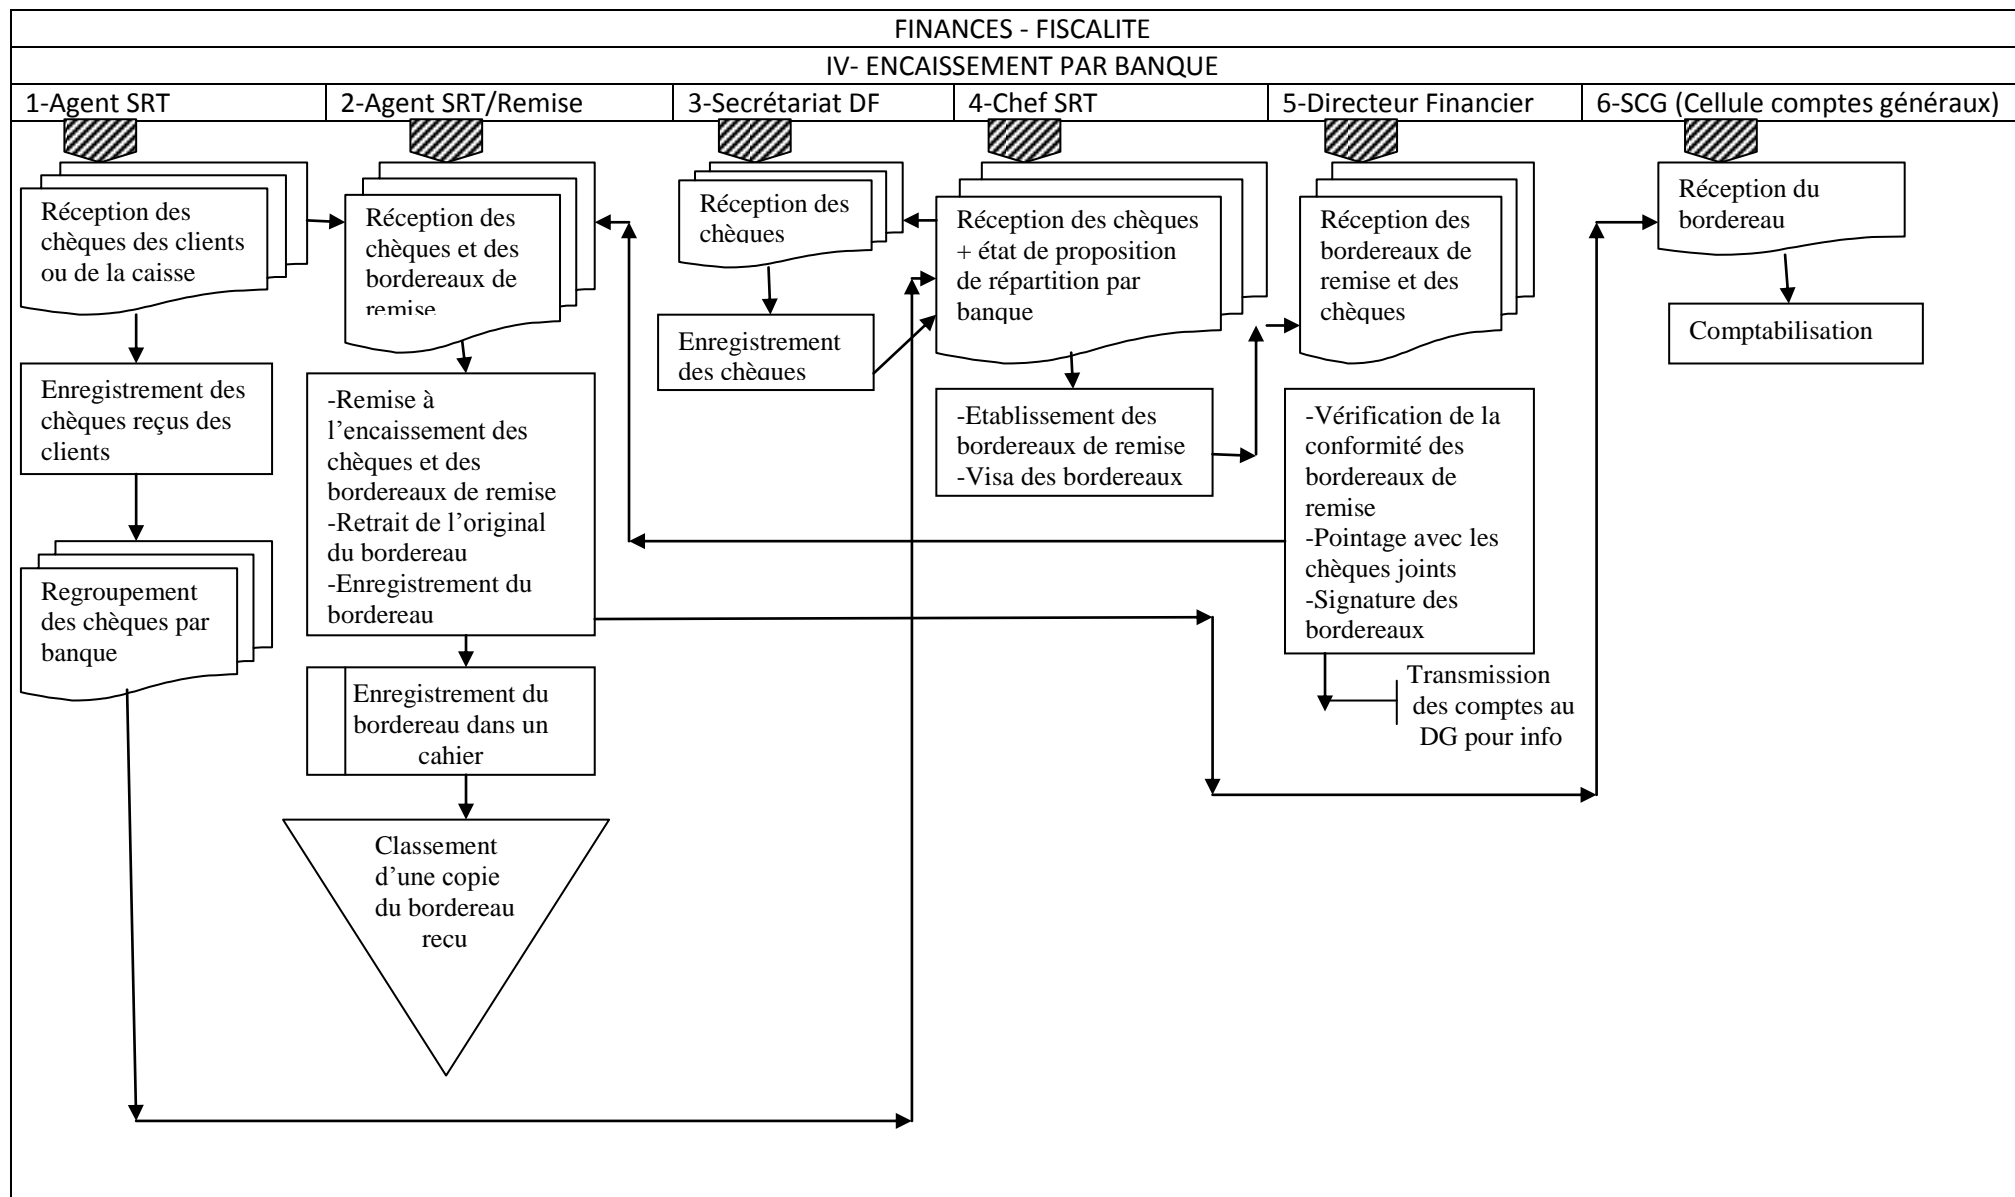 FINANCES - FISCALITE
IV- ENCAISSEMENT PAR BANQUE
1-Agent SRT
2-Agent SRT/Remise
3-Secrétariat DF
4-Chef SRT
5-Directeur Financier
6-SCG (Cellule comptes généraux)
Réception des
chèques des clients
ou de la caisse
Enregistrement des
chèques reçus des
clients
Regroupement
des chèques par
banque
Réception des
chèques et des
bordereaux de
remise
-Remise à
l’encaissement des
chèques et des
bordereaux de remise
-Retrait de l’original
du bordereau
-Enregistrement du
bordereau
Enregistrement du
bordereau dans un
cahier
Classement
d’une copie
du bordereau
reçu
Réception des
chèques
Enregistrement
des chèques
Réception des chèques
+ état de proposition
de répartition par
banque
-Etablissement des
bordereaux de remise
-Visa des bordereaux
Réception des
bordereaux de
remise et des
chèques
-Vérification de la
conformité des
bordereaux de
remise
-Pointage avec les
chèques joints
-Signature des
bordereaux
Transmission
des comptes au
DG pour info
Réception du
bordereau
Comptabilisation